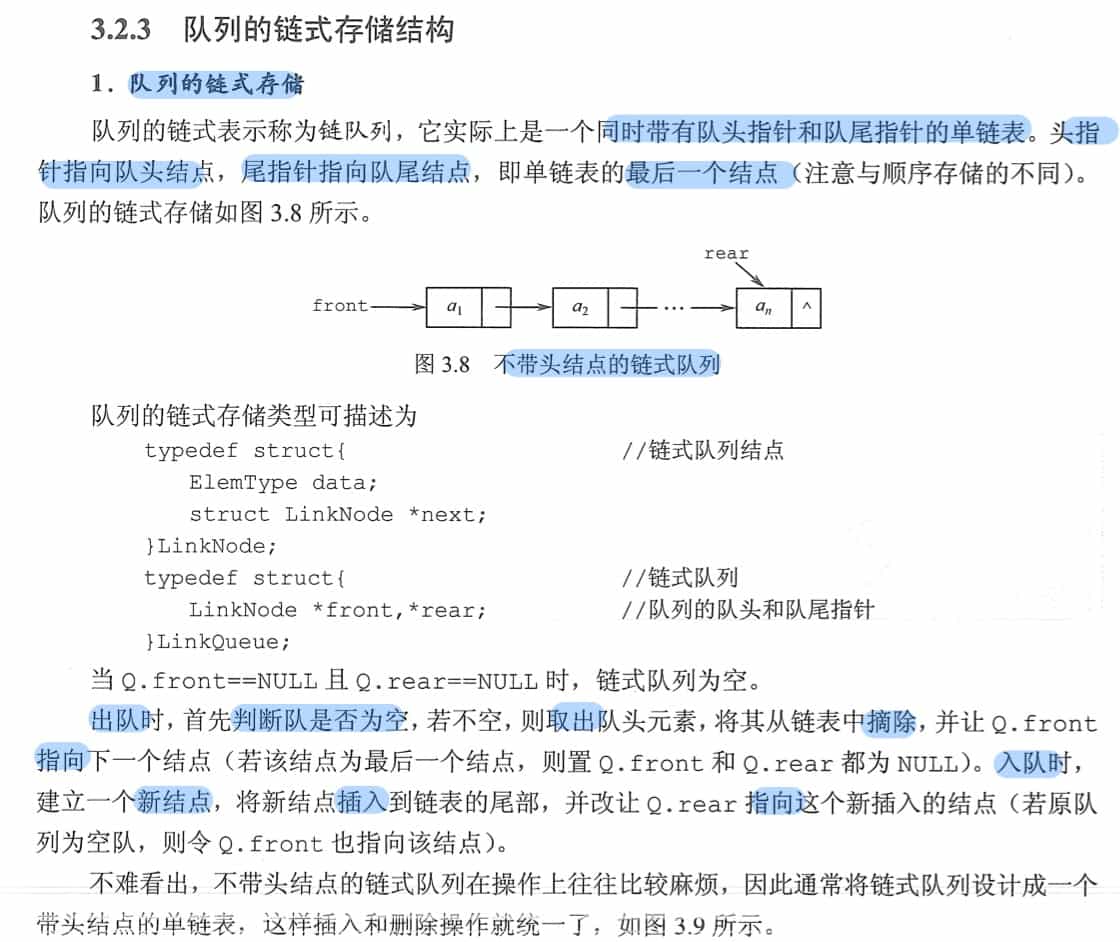 3.2.3 队列的链式存储结构
1. 队列的链式存储
队列的链式表示称为链队列，它实际上是一个同时带有队头指针和队尾指针的单链表。头指
针指向队头结点，尾指针指向队尾结点，即单链表的最后一个结点（注意与顺序存储的不同）。
队列的链式存储如图 3.8 所示。
rear
front a1 a2 … an ^
图 3.8 不带头结点的链式队列
队列的链式存储类型可描述为
typedef struct{ //链式队列结点
ElemType data;
struct LinkNode *next;
}LinkNode;
typedef struct{ //链式队列
LinkNode *front,*rear; //队列的队头和队尾指针
}LinkQueue;
当 Q.front==NULL 且 Q.rear==NULL 时，链式队列为空。
出队时，首先判断队是否为空，若不空，则取出队头元素，将其从链表中摘除，并让 Q.front
指向下一个结点（若该结点为最后一个结点，则置 Q.front 和 Q.rear 都为 NULL）。入队时，
建立一个新结点，将新结点插入到链表的尾部，并改让 Q.rear 指向这个新插入的结点（若原队
列为空队，则令 Q.front 也指向该结点）。
不难看出，不带头结点的链式队列在操作上往往比较麻烦，因此通常将链式队列设计成一个
带头结点的单链表，这样插入和删除操作就统一了，如图 3.9 所示。